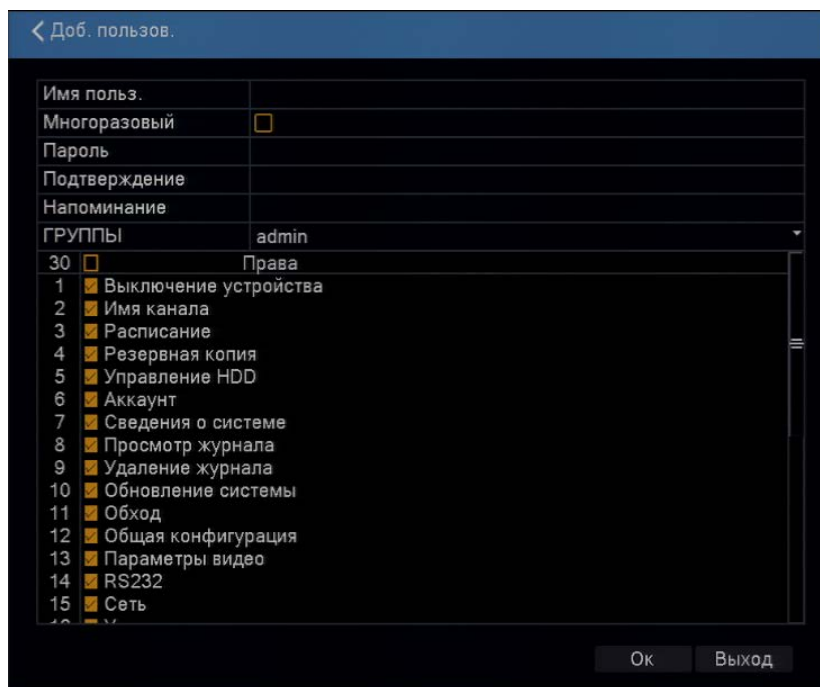 Доб. пользов.
Имя польз.
Многоразовый
Пароль
Подтверждение
Напоминание
ГРУППЫ admin
30 Права
1 Выключение устройства
2 Имя канала
3 Расписание
4 Резервная копия
5 Управление HDD
6 Аккаунт
7 Сведения о системе
8 Просмотр журнала
9 Удаление журнала
10 Обновление системы
11 Обход
12 Общая конфигурация
13 Параметры видео
14 RS232
15 Сеть
Ок Выход